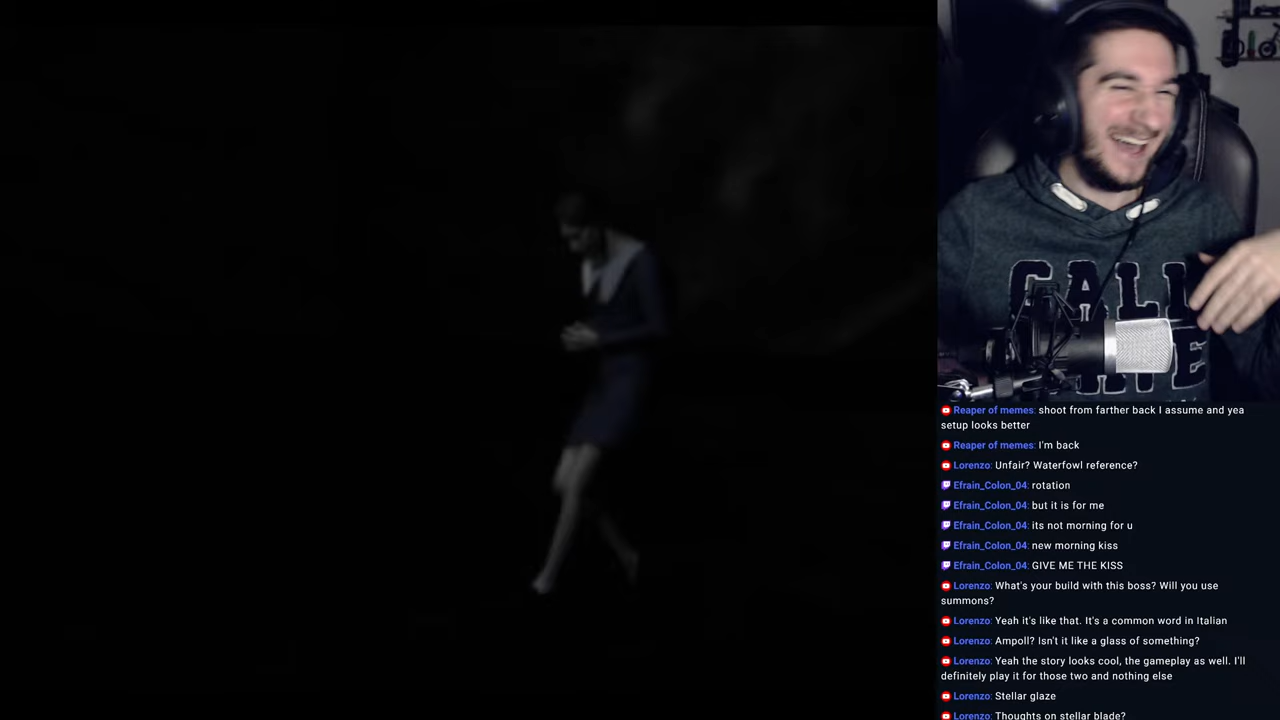 CALI
Reaper of memes: shoot from farther back I assume and yea
setup looks better
Reaper of memes: I'm back
Lorenzo: Unfair? Waterfowl reference?
Efrain_Colon_04: rotation
Efrain_Colon_04: but it is for me
Efrain_Colon_04: its not morning for u
Efrain_Colon_04: new morning kiss
Efrain_Colon_04: GIVE ME THE KISS
Lorenzo: What's your build with this boss? Will you use
summons?
Lorenzo: Yeah it's like that. It's a common word in Italian
Lorenzo: Ampoll? Isn't it like a glass of something?
Lorenzo: Yeah the story looks cool, the gameplay as well. I'll
definitely play it for those two and nothing else
Lorenzo: Stellar glaze
Lorenzo: Thoughts on stellar blade?